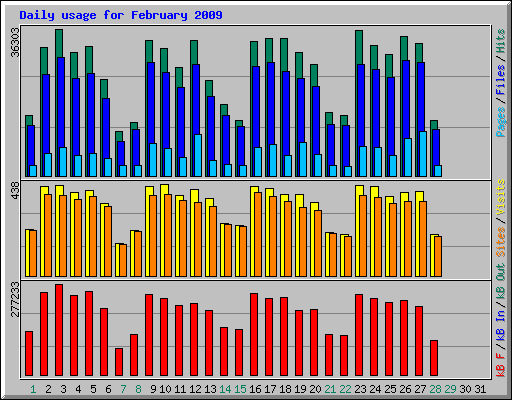 Daily usage for February 2009
36303
Pages / Files / Hits
438
Sites / Visits
277233
kB F / kB In / kB Out
1 2 3 4 5 6 7 8 9 10 11 12 13 14 15 16 17 18 19 20 21 22 23 24 25 26 27 28 29 30 31